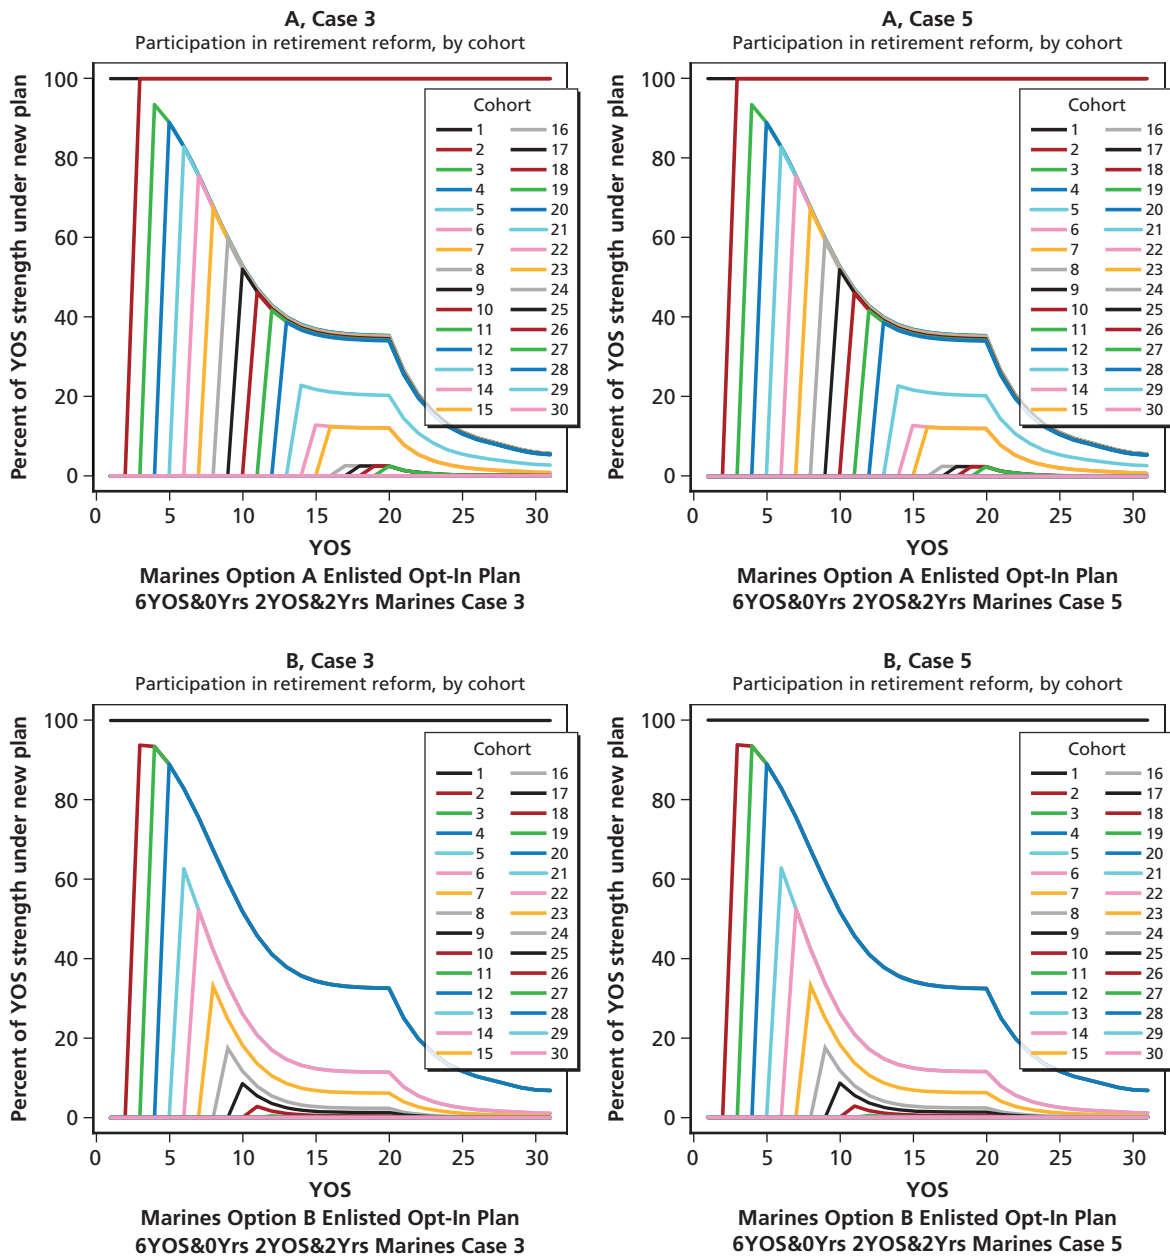 A, Case 3
Participation in retirement reform, by cohort
Percent of YOS strength under new plan
100
80
60
40
20
0
0 5 10 15 20 25 30
YOS
Cohort
1 16
2 17
3 18
4 19
5 20
6 21
7 22
8 23
9 24
10 25
11 26
12 27
13 28
14 29
15 30
Marines Option A Enlisted Opt-In Plan
6YOS&0Yrs 2YOS&2Yrs Marines Case 3
A, Case 5
Participation in retirement reform, by cohort
Percent of YOS strength under new plan
100
80
60
40
20
0
0 5 10 15 20 25 30
YOS
Cohort
1 16
2 17
3 18
4 19
5 20
6 21
7 22
8 23
9 24
10 25
11 26
12 27
13 28
14 29
15 30
Marines Option A Enlisted Opt-In Plan
6YOS&0Yrs 2YOS&2Yrs Marines Case 5
B, Case 3
Participation in retirement reform, by cohort
Percent of YOS strength under new plan
100
80
60
40
20
0
0 5 10 15 20 25 30
YOS
Cohort
1 16
2 17
3 18
4 19
5 20
6 21
7 22
8 23
9 24
10 25
11 26
12 27
13 28
14 29
15 30
Marines Option B Enlisted Opt-In Plan
6YOS&0Yrs 2YOS&2Yrs Marines Case 3
B, Case 5
Participation in retirement reform, by cohort
Percent of YOS strength under new plan
100
80
60
40
20
0
0 5 10 15 20 25 30
YOS
Cohort
1 16
2 17
3 18
4 19
5 20
6 21
7 22
8 23
9 24
10 25
11 26
12 27
13 28
14 29
15 30
Marines Option B Enlisted Opt-In Plan
6YOS&0Yrs 2YOS&2Yrs Marines Case 5